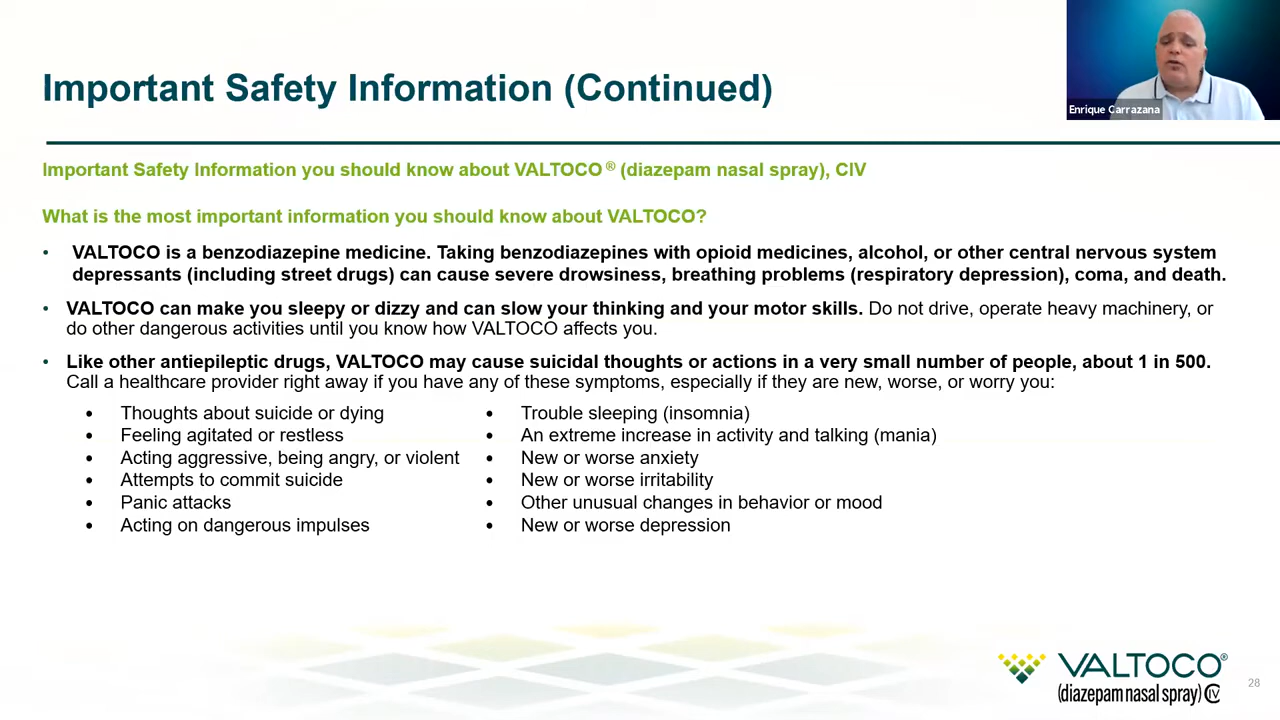 Important Safety Information (Continued)
Enrique Carrazana
Important Safety Information you should know about VALTOCO® (diazepam nasal spray), CIV
What is the most important information you should know about VALTOCO?
• VALTOCO is a benzodiazepine medicine. Taking benzodiazepines with opioid medicines, alcohol, or other central nervous system
depressants (including street drugs) can cause severe drowsiness, breathing problems (respiratory depression), coma, and death.
• VALTOCO can make you sleepy or dizzy and can slow your thinking and your motor skills. Do not drive, operate heavy machinery, or
do other dangerous activities until you know how VALTOCO affects you.
• Like other antiepileptic drugs, VALTOCO may cause suicidal thoughts or actions in a very small number of people, about 1 in 500.
Call a healthcare provider right away if you have any of these symptoms, especially if they are new, worse, or worry you:
• Thoughts about suicide or dying
• Feeling agitated or restless
• Acting aggressive, being angry, or violent
• Attempts to commit suicide
• Panic attacks
• Acting on dangerous impulses
• Trouble sleeping (insomnia)
• An extreme increase in activity and talking (mania)
• New or worse anxiety
• New or worse irritability
• Other unusual changes in behavior or mood
• New or worse depression
VALTOCO®
(diazepam nasal spray) CIV
28